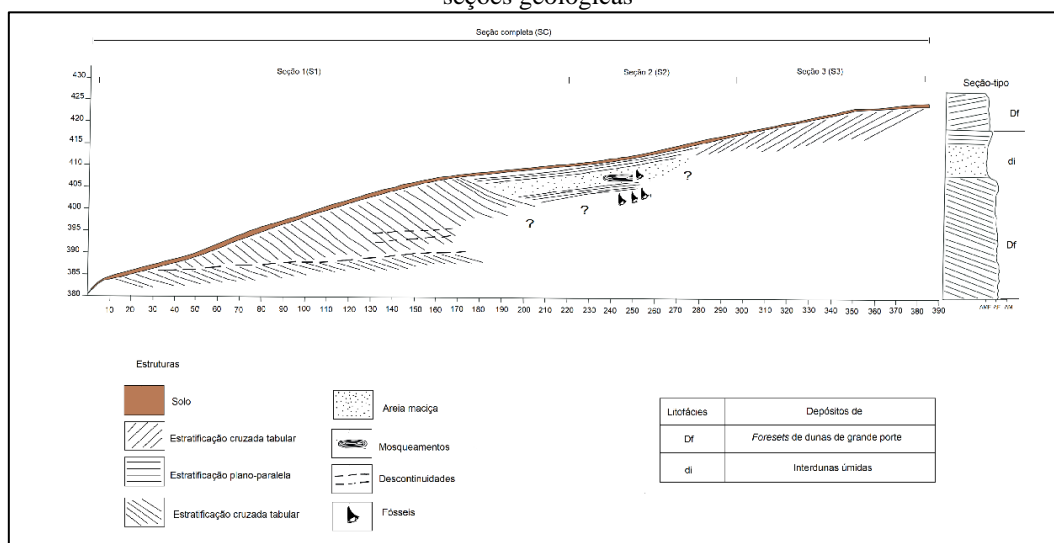 seções geológicas
Seção completa (SC)
Seção 1(S1)
Seção 2 (S2)
Seção 3 (S3)
Seção-tipo
430
425
420
415
410
405
400
395
390
385
380
? ? ?
Df
di
Df
10 20 30 40 50 60 70 80 90 100 110 120 130 140 150 160 170 180 190 200 210 220 230 240 250 260 270 280 290 300 310 320 330 340 350 360 370 380 390
Estruturas
Solo
Estratificação cruzada tabular
Estratificação plano-paralela
Estratificação cruzada tabular
Areia maciça
Mosqueamentos
Descontinuidades
Fósseis
Litofácies Depósitos de
Df Foresets de dunas de grande porte
di Interdunas úmidas